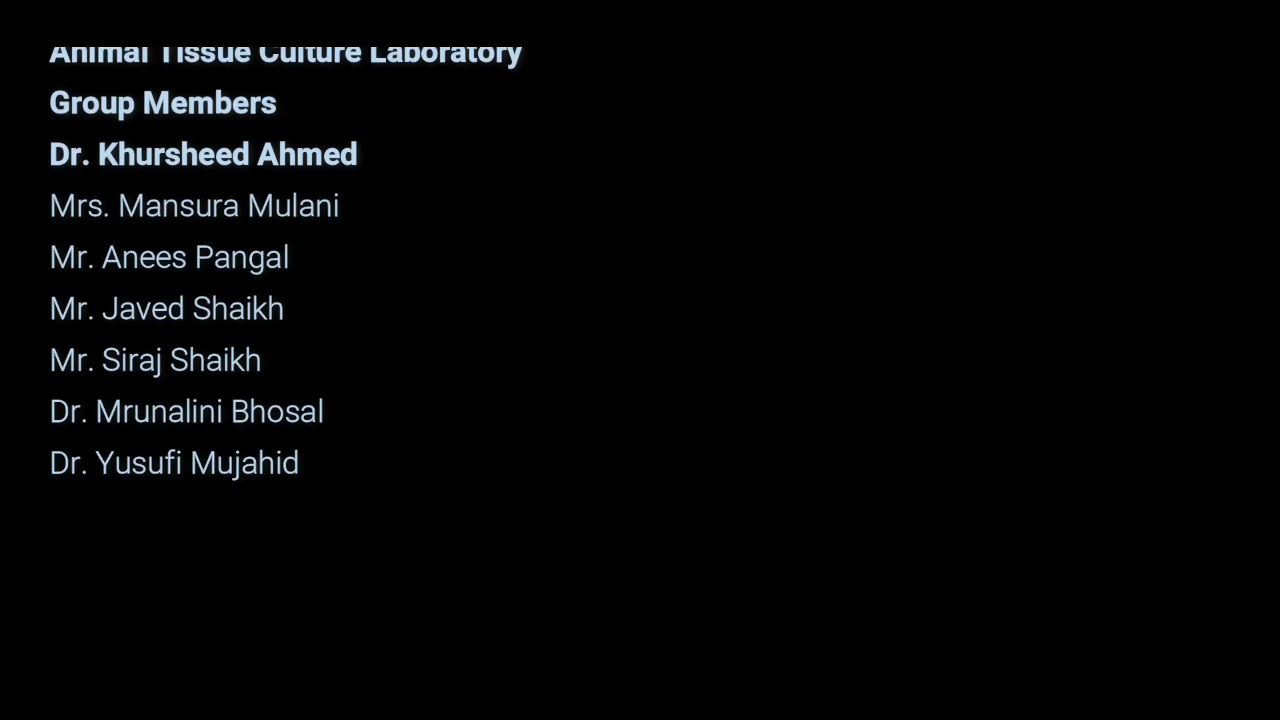 Animal Tissue Culture Laboratory
Group Members
Dr. Khursheed Ahmed
Mrs. Mansura Mulani
Mr. Anees Pangal
Mr. Javed Shaikh
Mr. Siraj Shaikh
Dr. Mrunalini Bhosal
Dr. Yusufi Mujahid